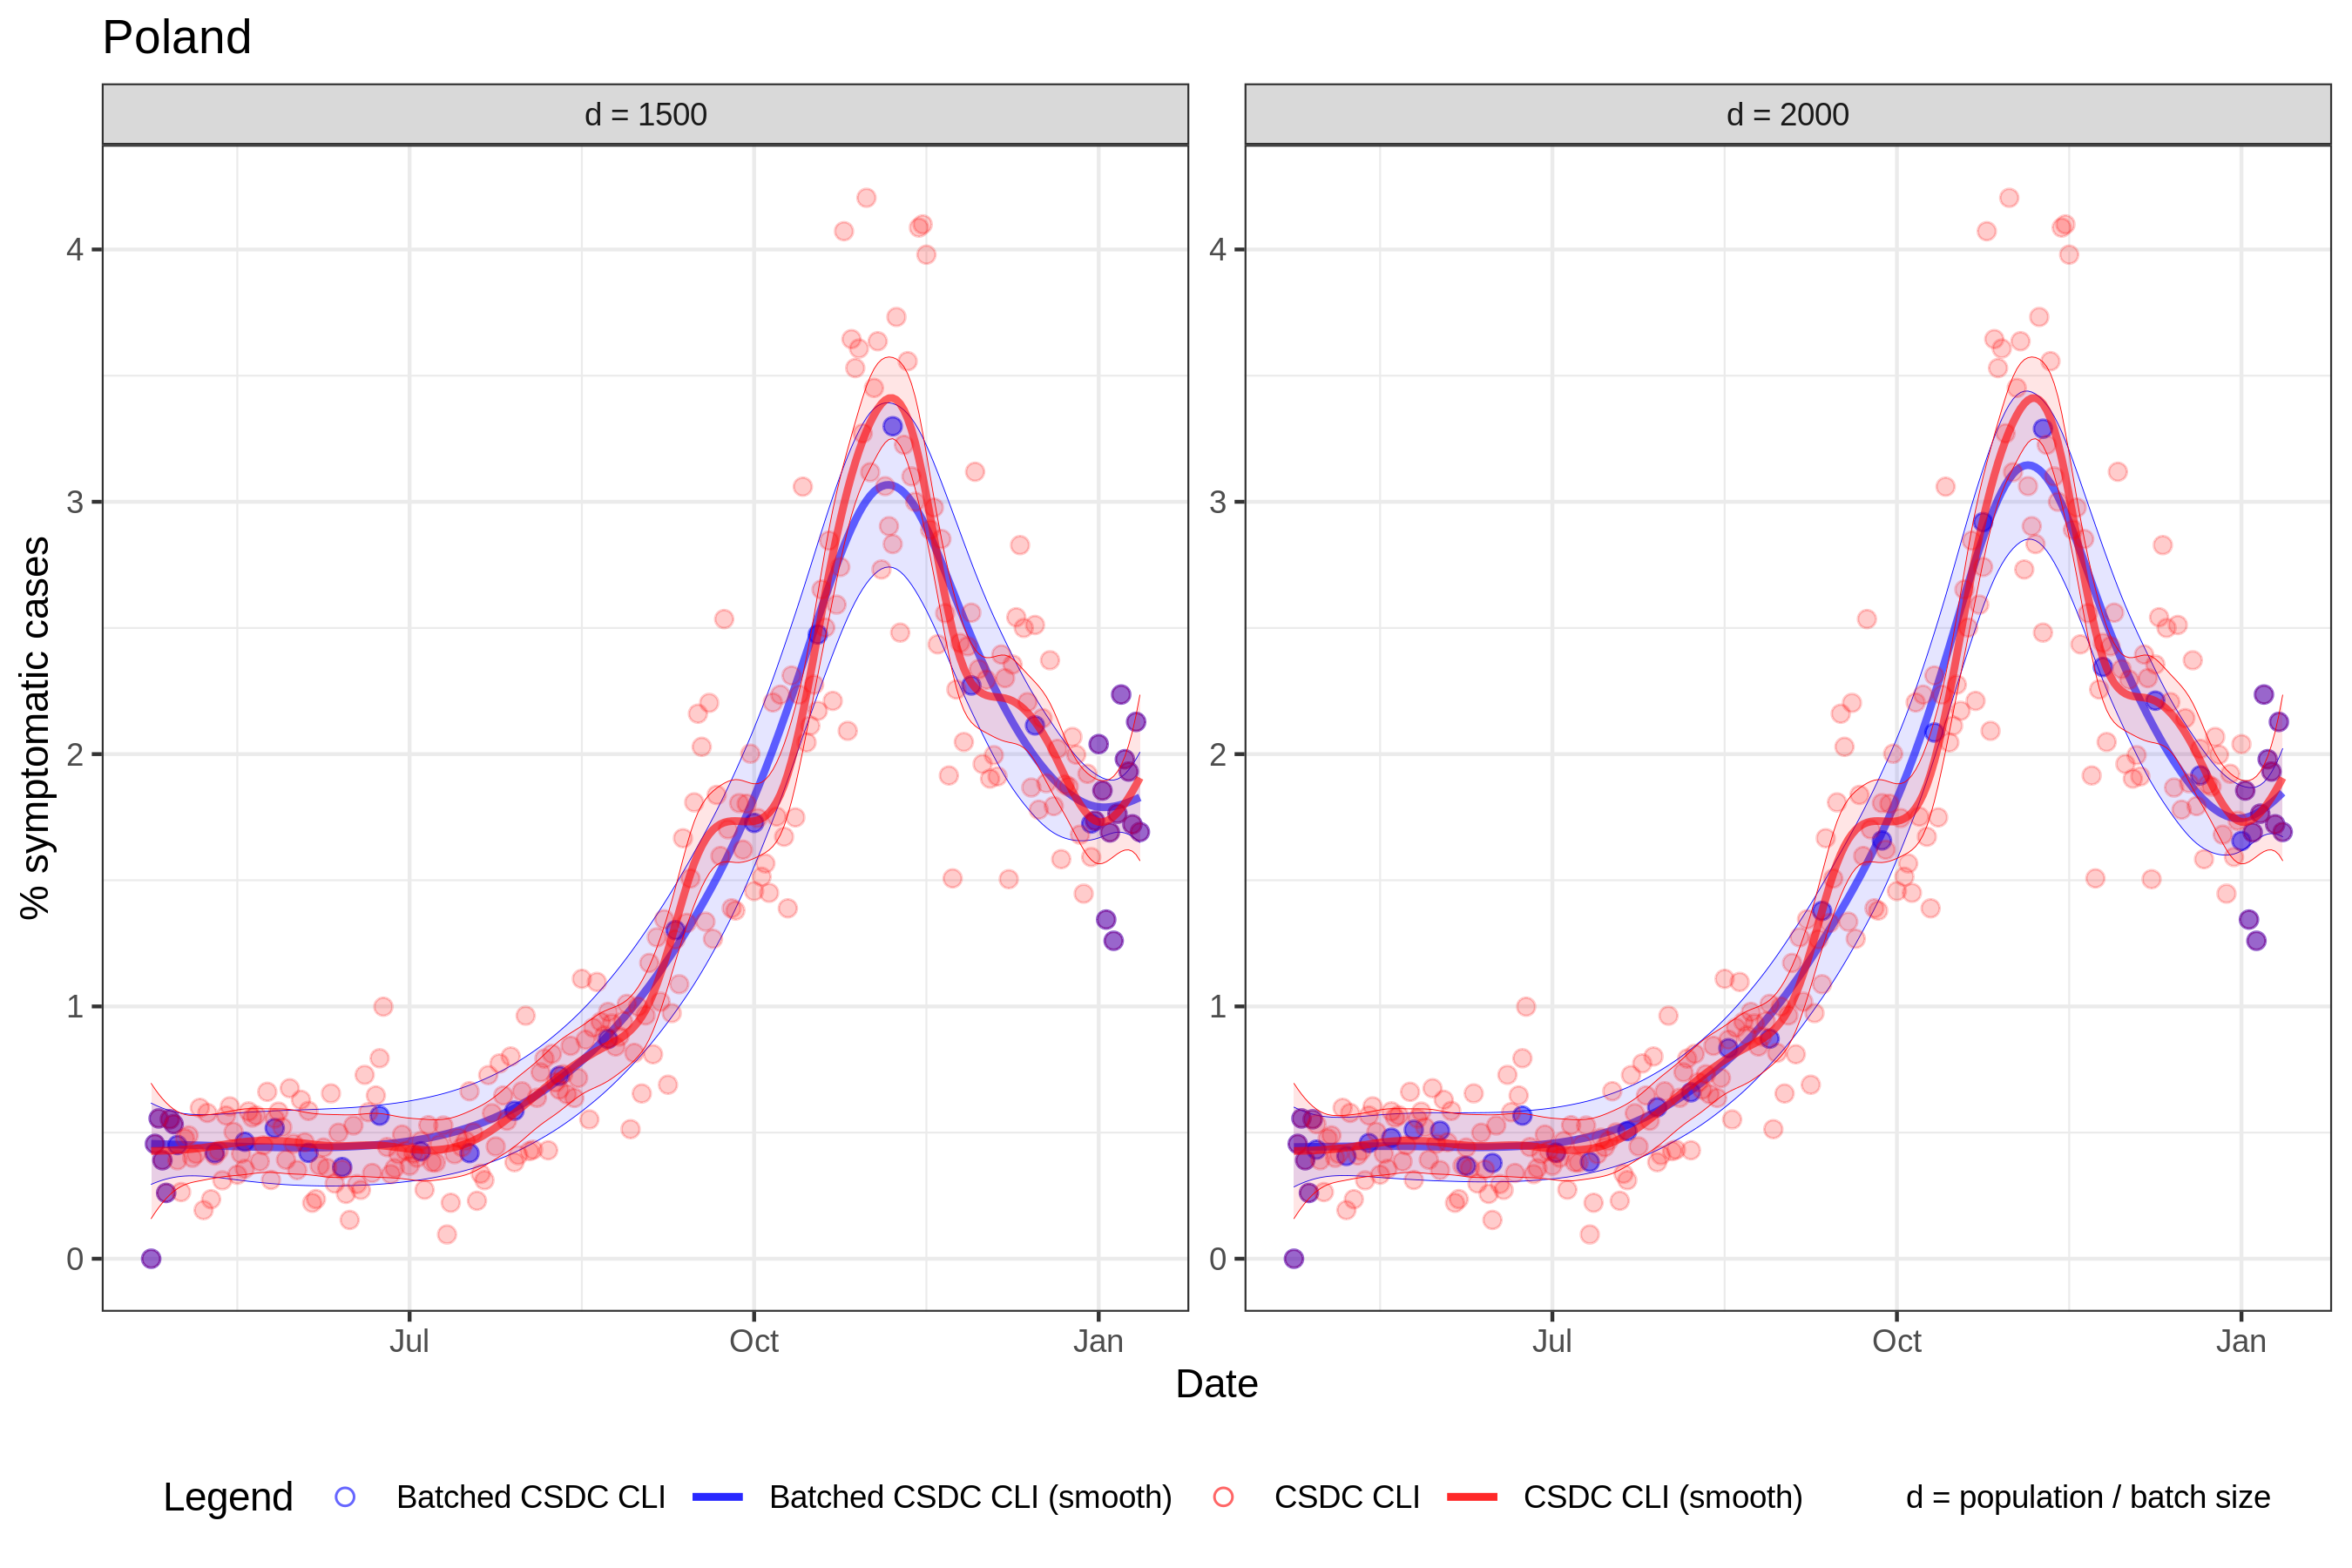 Poland
d = 1500
d = 2000
% symptomatic cases
4
3
2
1
0
4
3
2
1
0
Jul
Oct
Jan
Jul
Oct
Jan
Date
Legend
Batched CSDC CLI
Batched CSDC CLI (smooth)
CSDC CLI
CSDC CLI (smooth)
d = population / batch size